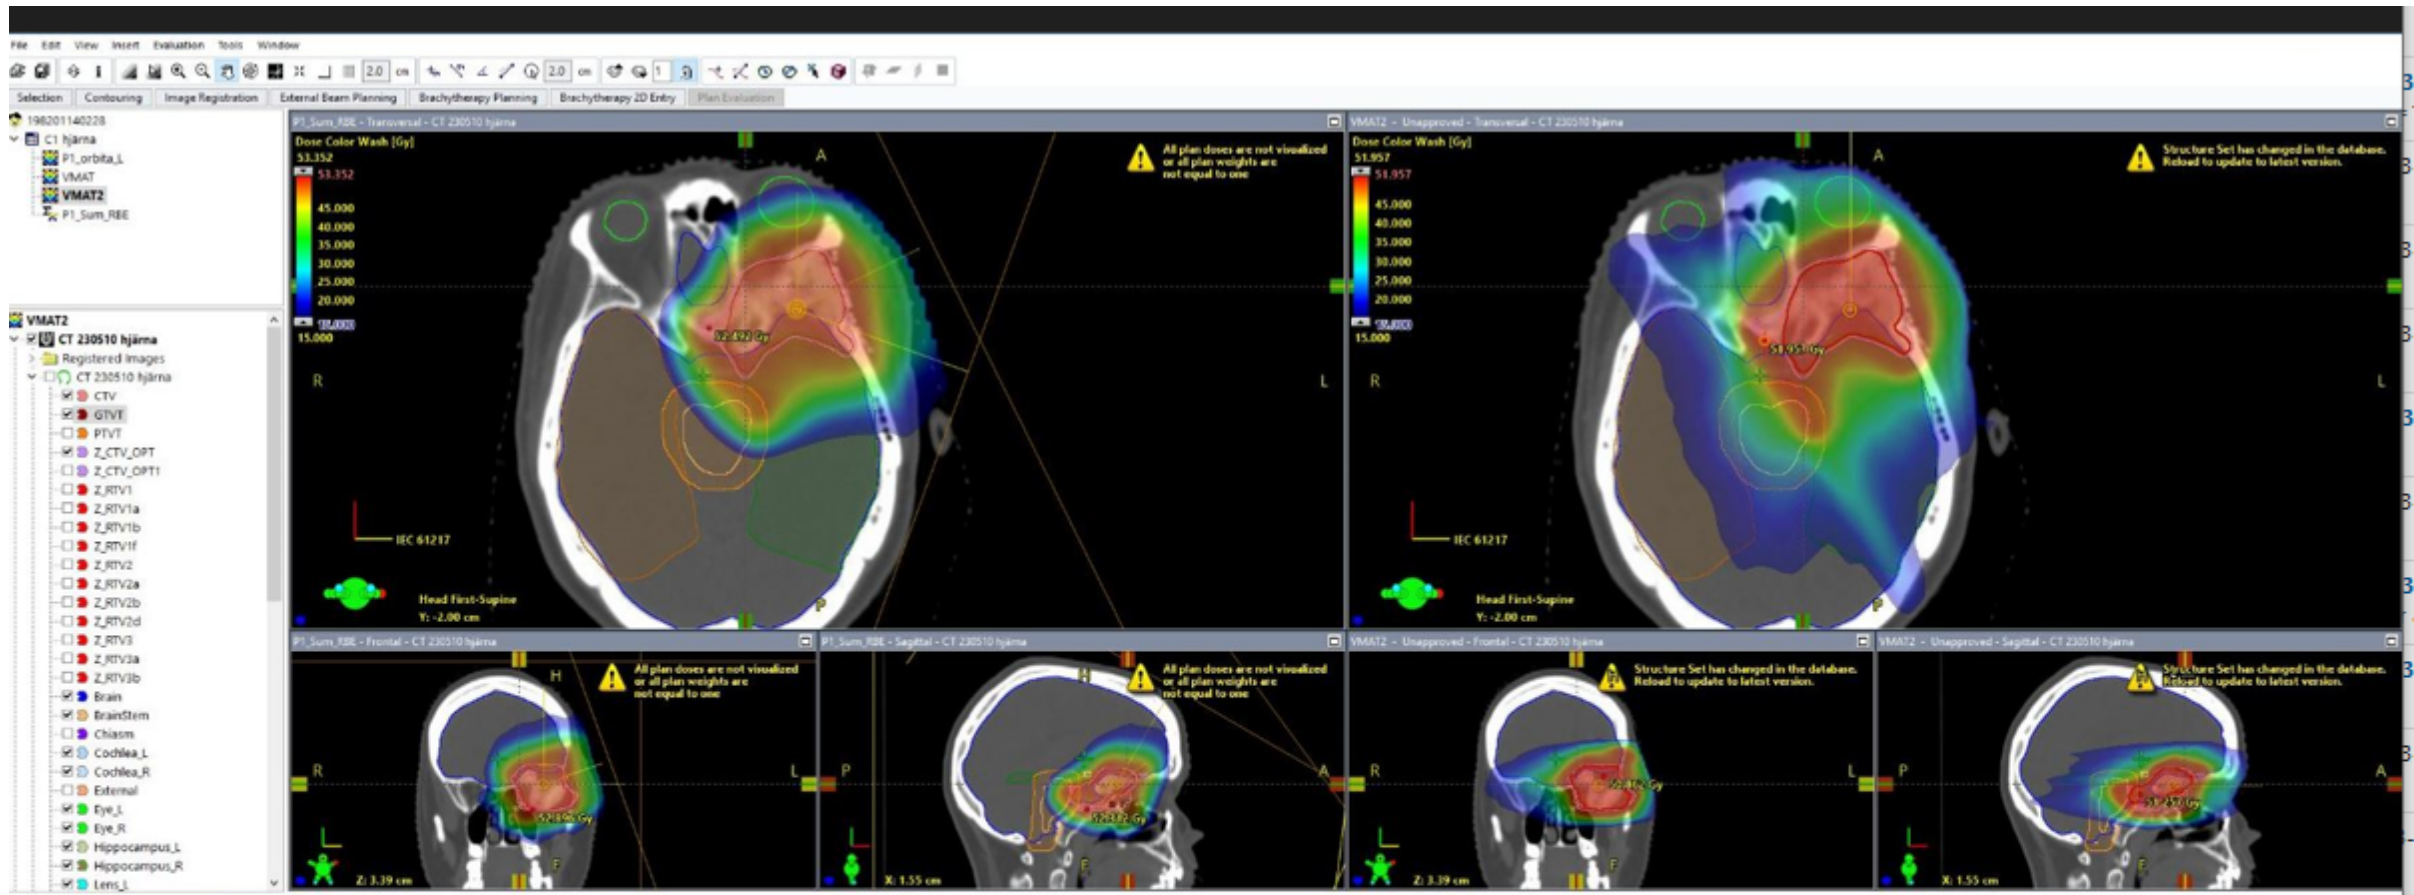 File Edit View Insert Evaluation Tools Window
2.0 cm 2.0 cm 1
Selection Contouring Image Registration External Beam Planning Brachytherapy Planning Brachytherapy 2D Entry Plan Evaluation
198201140228
C1 hjärna
P1_orbita_L
VMAT
VMAT2
P1_Sum_RBE
VMAT2
CT 230510 hjärna
Registered Images
CT 230510 hjärna
CTV
GTVT
PTVT
Z_CTV_OPT
Z_CTV_OPT1
Z_RTV1
Z_RTV1a
Z_RTV1b
Z_RTV1f
Z_RTV2
Z_RTV2a
Z_RTV2b
Z_RTV2d
Z_RTV3
Z_RTV3a
Z_RTV3b
Brain
BrainStem
Chiasm
Cochlea_L
Cochlea_R
External
Eye_L
Eye_R
Hippocampus_L
Hippocampus_R
Lens_L
P1_Sum_RBE - Transversal - CT 230510 hjärna
Dose Color Wash [Gy]
53.352
53.352
45.000
40.000
35.000
30.000
25.000
20.000
15.000
15.000
All plan doses are not visualized
or all plan weights are
not equal to one
A
R
L
P
IEC 61217
Head First-Supine
Y: -2.00 cm
VMAT2 - Unapproved - Transversal - CT 230510 hjärna
Dose Color Wash [Gy]
51.957
51.957
45.000
40.000
35.000
30.000
25.000
20.000
15.000
15.000
Structure Set has changed in the database.
Reload to update to latest version.
A
R
L
P
IEC 61217
Head First-Supine
Y: -2.00 cm
P1_Sum_RBE - Frontal - CT 230510 hjärna
All plan doses are not visualized
or all plan weights are
not equal to one
H
R
L
F
Z: 3.39 cm
P1_Sum_RBE - Sagittal - CT 230510 hjärna
All plan doses are not visualized
or all plan weights are
not equal to one
H
P
A
F
X: 1.55 cm
VMAT2 - Unapproved - Frontal - CT 230510 hjärna
Structure Set has changed in the database.
Reload to update to latest version.
R
L
F
Z: 3.39 cm
VMAT2 - Unapproved - Sagittal - CT 230510 hjärna
Structure Set has changed in the database.
Reload to update to latest version.
P
A
F
X: 1.55 cm